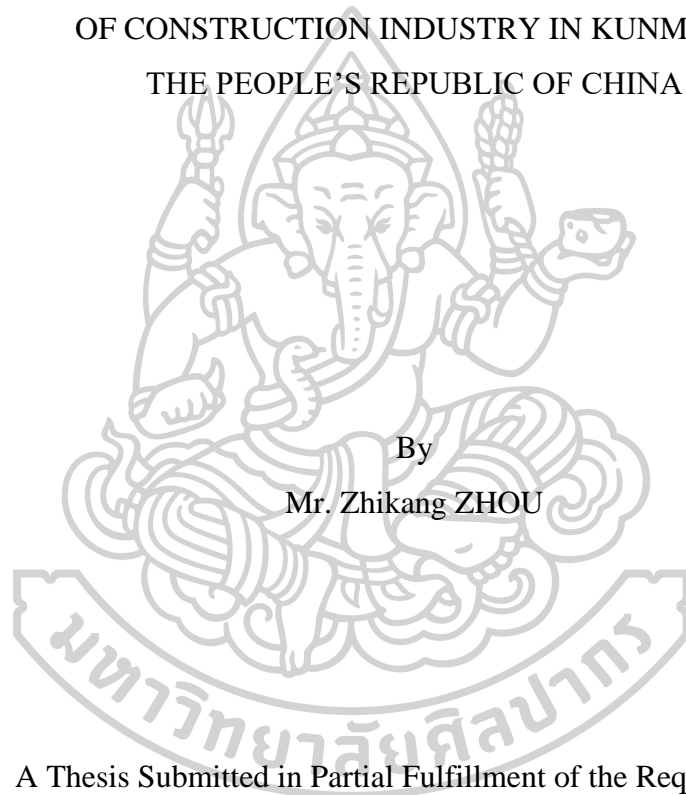 OF CONSTRUCTION INDUSTRY IN KUNM
THE PEOPLE’S REPUBLIC OF CHINA
By
Mr. Zhikang ZHOU
มหาวิทยาลัยศิลปากร
A Thesis Submitted in Partial Fulfillment of the Req